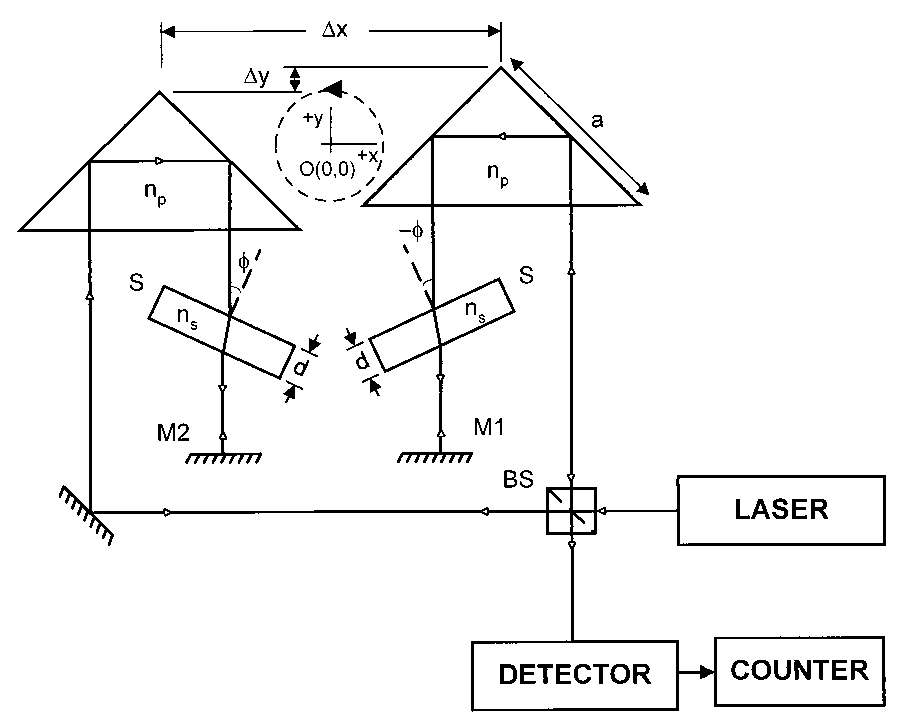 Δx
Δy
a
+y
+x
O(0,0)
n_p
n_p
ϕ
−ϕ
S
S
n_s
n_s
d
d
M2
M1
BS
LASER
DETECTOR
COUNTER